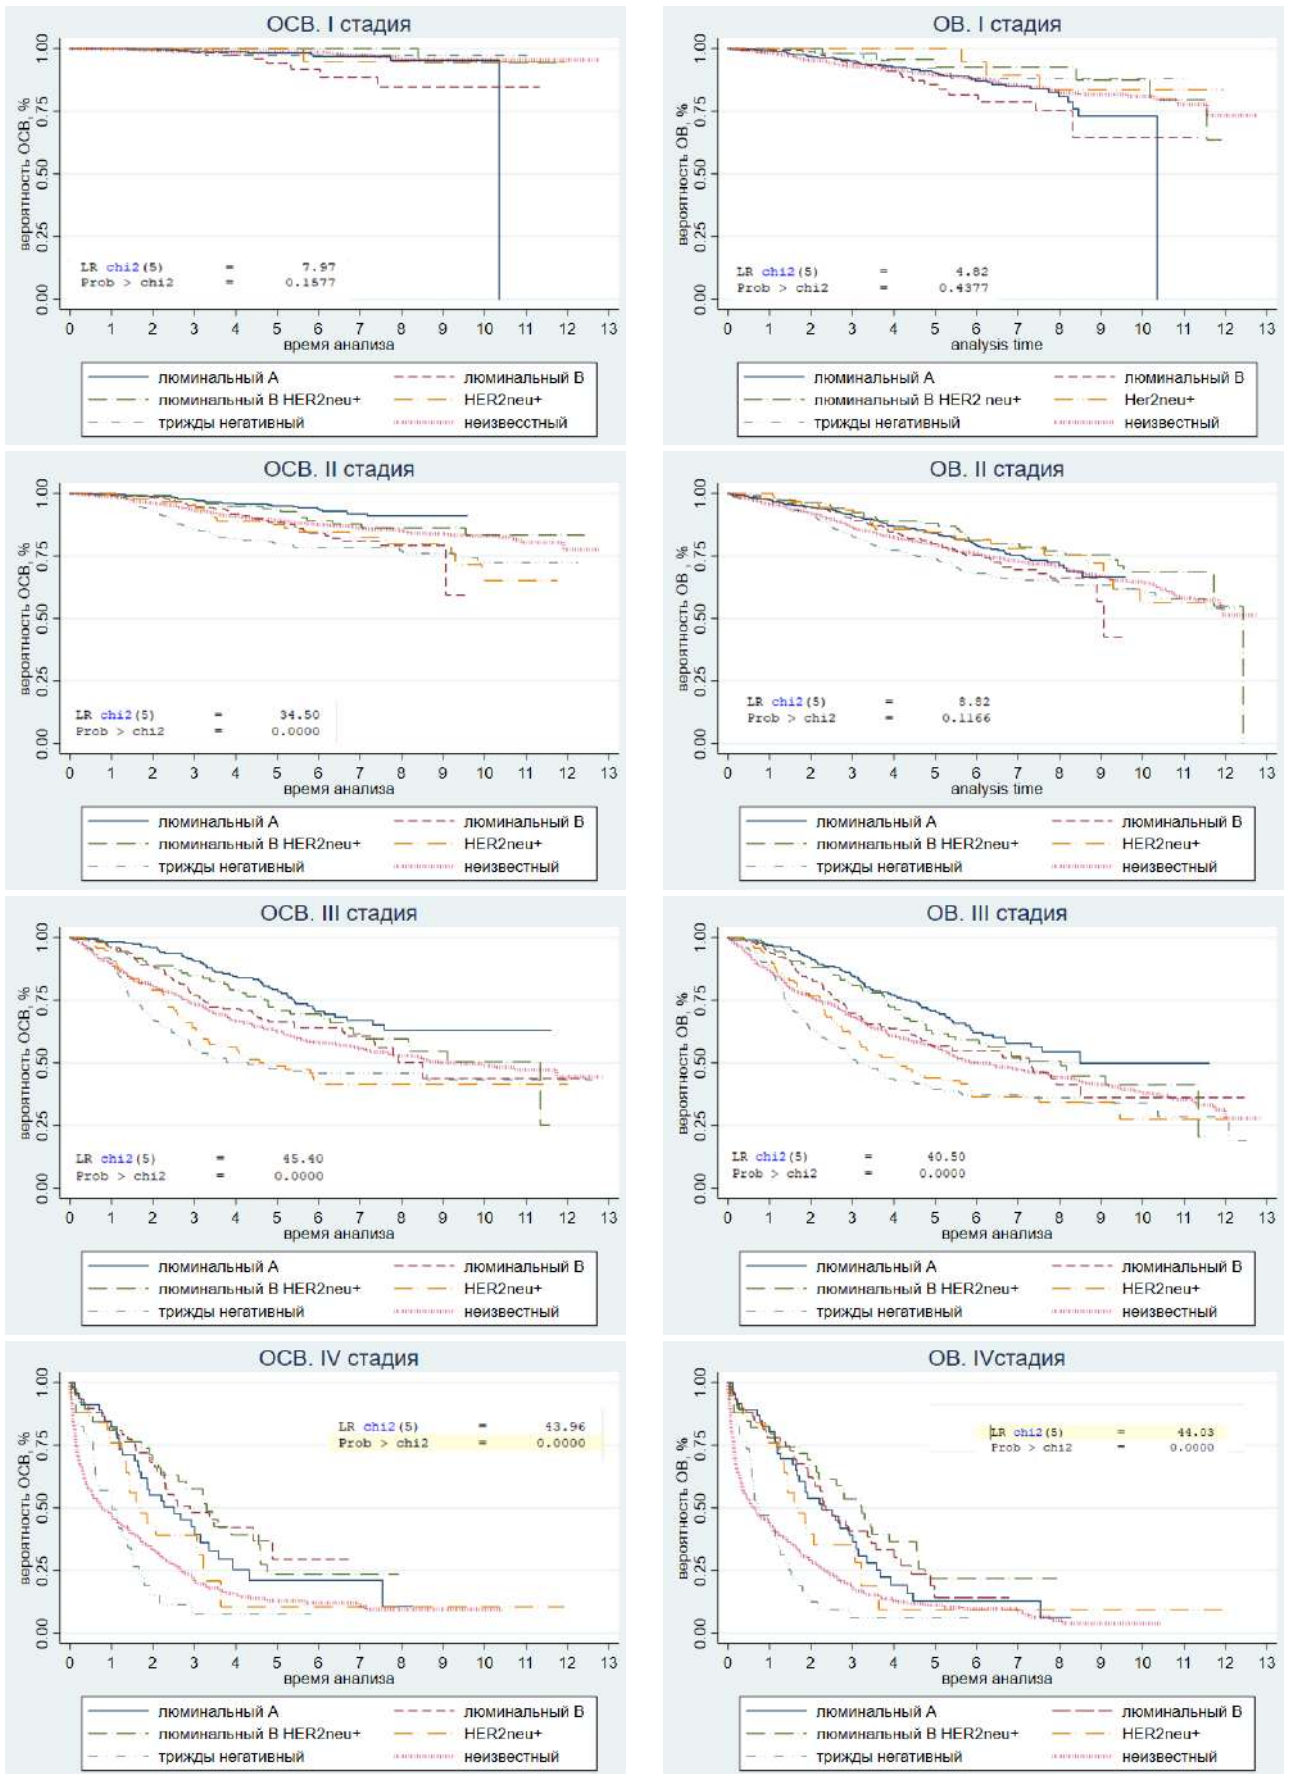 ОСВ. I стадия
вероятность ОСВ, %
1.00
0.75
0.50
0.25
0.00
LR chi2(5) = 7.97
Prob > chi2 = 0.1577
0 1 2 3 4 5 6 7 8 9 10 11 12 13
время анализа
люминальный А люминальный В
люминальный В HER2neu+ HER2neu+
трижды негативный неизвесстный
ОВ. I стадия
вероятность ОВ, %
1.00
0.75
0.50
0.25
0.00
LR chi2(5) = 4.82
Prob > chi2 = 0.4377
0 1 2 3 4 5 6 7 8 9 10 11 12 13
analysis time
люминальный А люминальный В
люминальный В HER2 neu+ Her2neu+
трижды негативный неизвестный
ОСВ. II стадия
вероятность ОСВ, %
1.00
0.75
0.50
0.25
0.00
LR chi2(5) = 34.50
Prob > chi2 = 0.0000
0 1 2 3 4 5 6 7 8 9 10 11 12 13
время анализа
люминальный А люминальный В
люминальный В HER2neu+ HER2neu+
трижды негативный неизвестный
ОВ. II стадия
вероятность ОВ, %
1.00
0.75
0.50
0.25
0.00
LR chi2(5) = 8.82
Prob > chi2 = 0.1166
0 1 2 3 4 5 6 7 8 9 10 11 12 13
analysis time
люминальный А люминальный В
люминальный В HER2neu+ HER2neu+
трижды негативный неизвестный
ОСВ. III стадия
вероятность ОСВ, %
1.00
0.75
0.50
0.25
0.00
LR chi2(5) = 45.40
Prob > chi2 = 0.0000
0 1 2 3 4 5 6 7 8 9 10 11 12 13
время анализа
люминальный А люминальный В
люминальный В HER2neu+ HER2neu+
трижды негативный неизвестный
ОВ. III стадия
вероятность ОВ, %
1.00
0.75
0.50
0.25
0.00
LR chi2(5) = 40.50
Prob > chi2 = 0.0000
0 1 2 3 4 5 6 7 8 9 10 11 12 13
время анализа
люминальный А люминальный В
люминальный В HER2neu+ HER2neu+
трижды негативный неизвестный
ОСВ. IV стадия
вероятность ОСВ, %
1.00
0.75
0.50
0.25
0.00
LR chi2(5) = 43.96
Prob > chi2 = 0.0000
0 1 2 3 4 5 6 7 8 9 10 11 12 13
время анализа
люминальный А люминальный В
люминальный В HER2neu+ HER2neu+
трижды негативный неизвестный
ОВ. IVстадия
вероятность ОВ, %
1.00
0.75
0.50
0.25
0.00
LR chi2(5) = 44.03
Prob > chi2 = 0.0000
0 1 2 3 4 5 6 7 8 9 10 11 12 13
время анализа
люминальный А люминальный В
люминальный В HER2neu+ HER2neu+
трижды негативный неизвестный